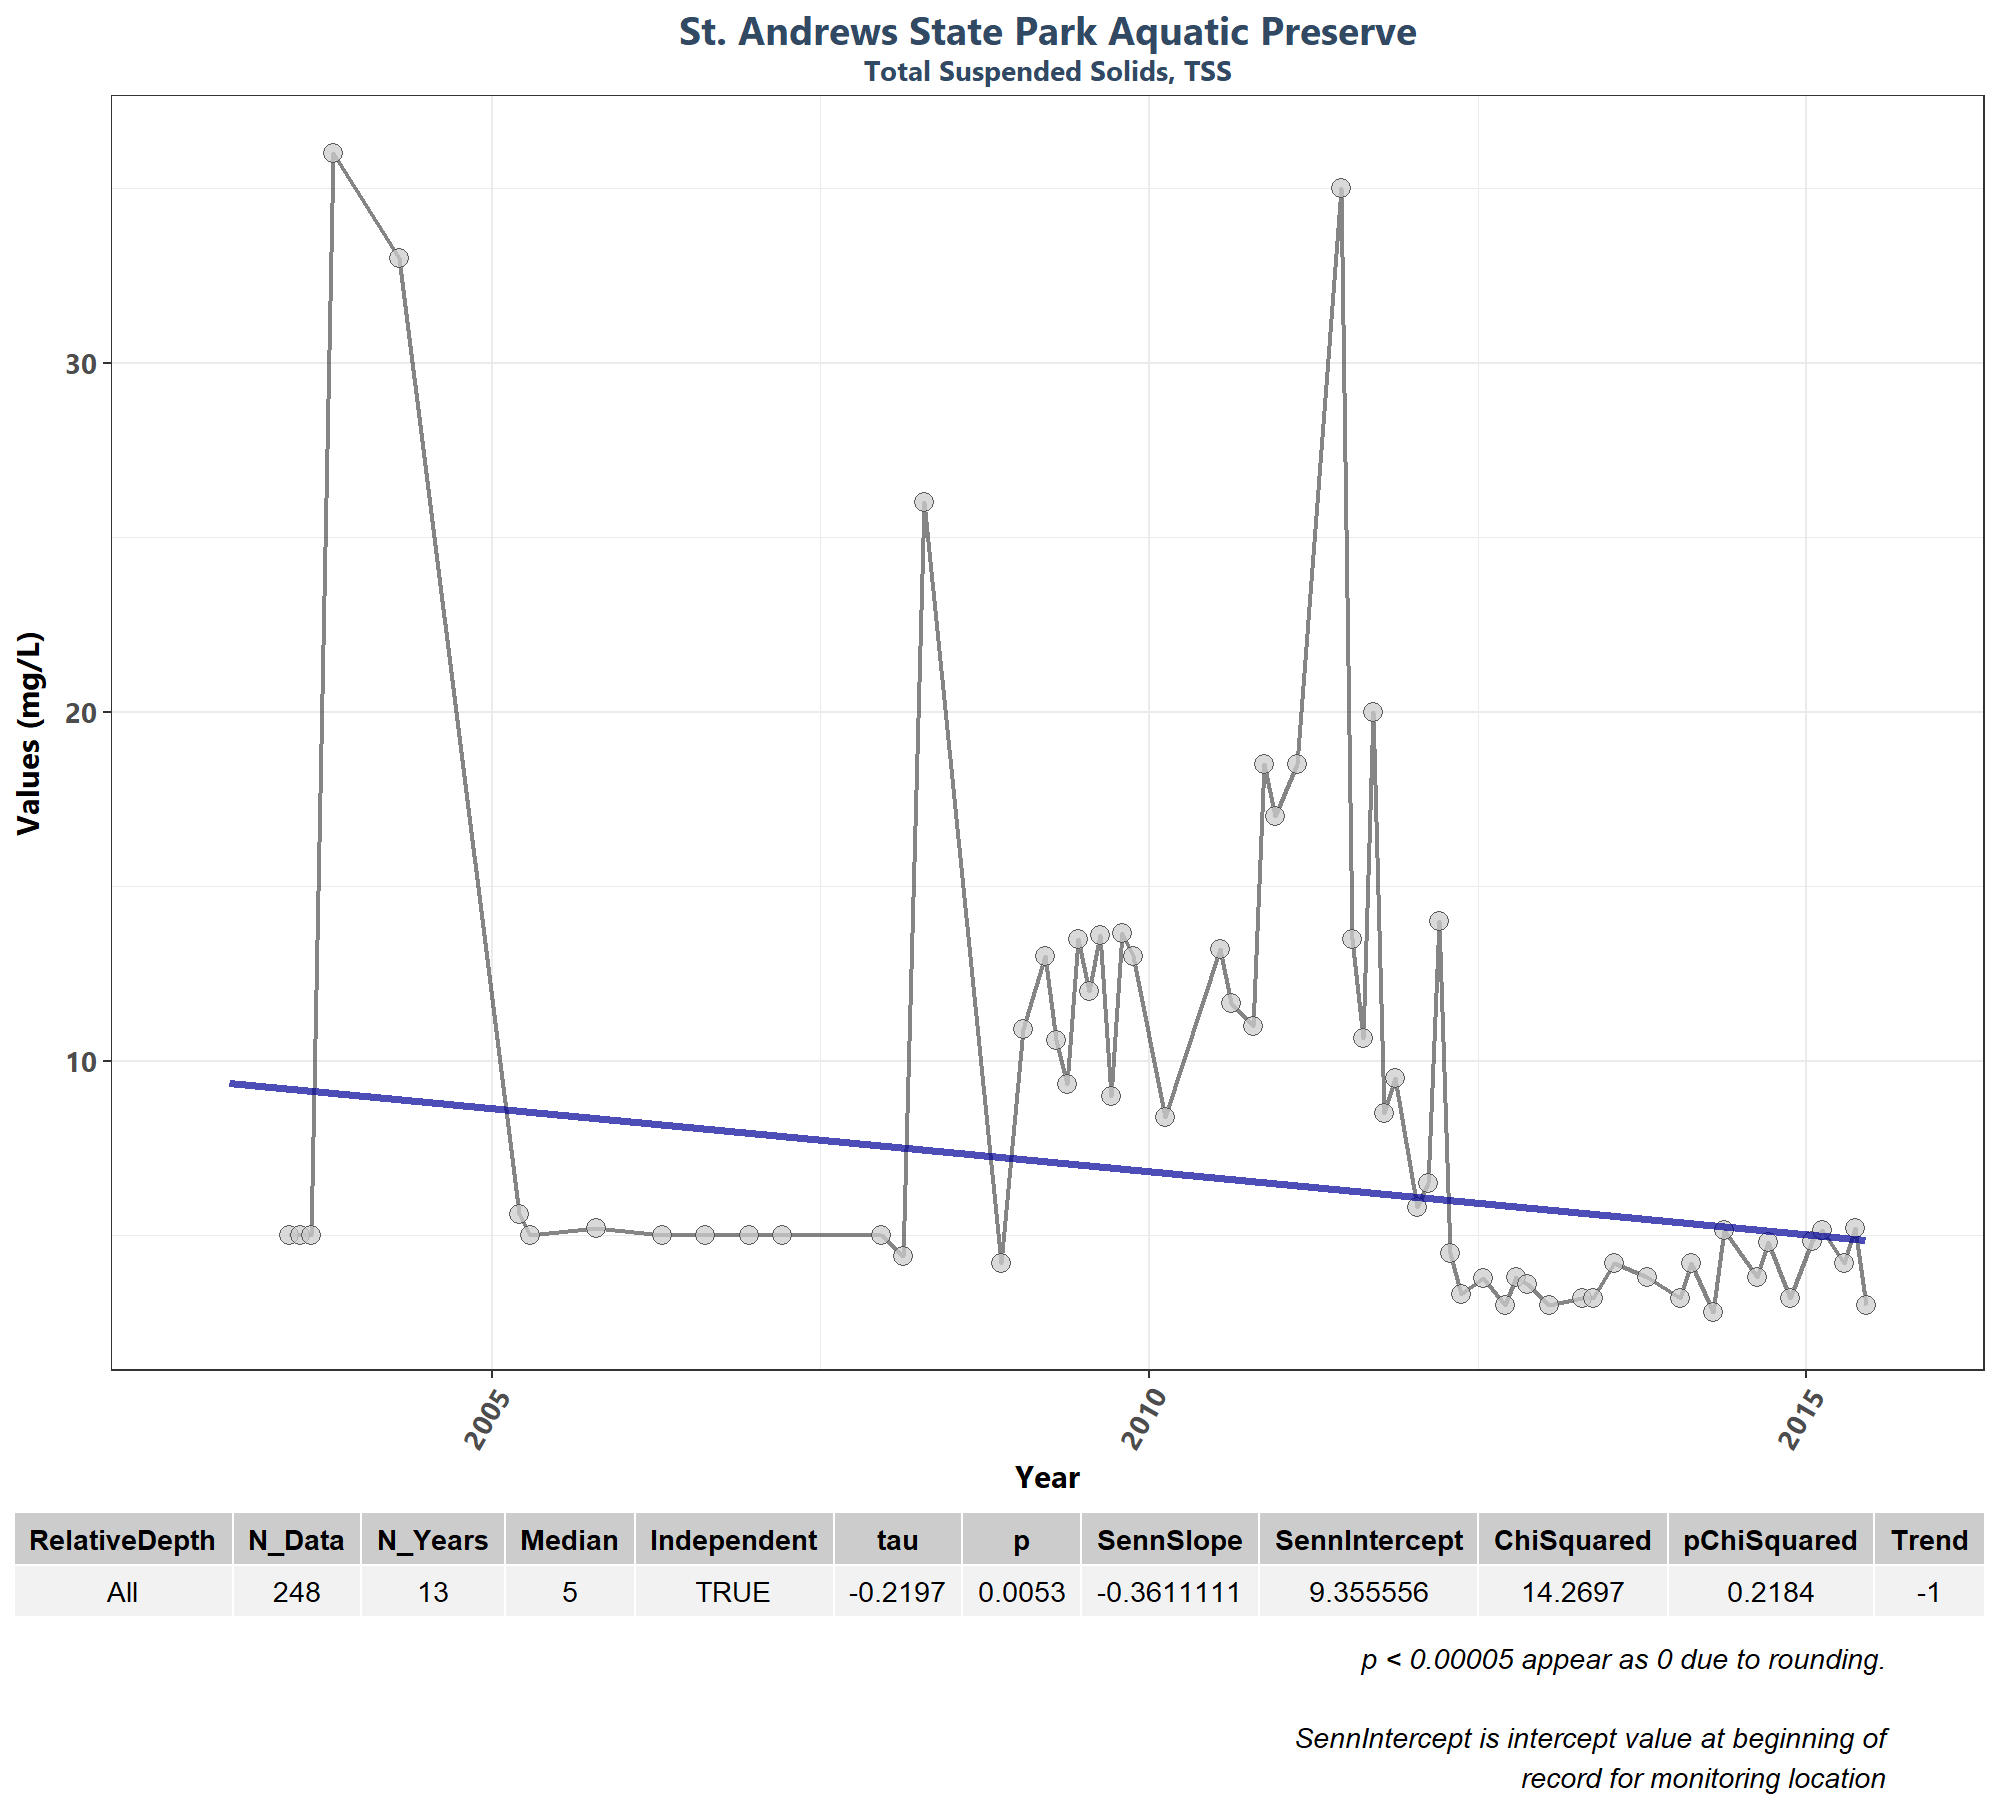 St. Andrews State Park Aquatic Preserve
Total Suspended Solids, TSS
Values (mg/L)
30
20
10
2005
2010
2015
Year
RelativeDepth N_Data N_Years Median Independent tau p SennSlope SennIntercept ChiSquared pChiSquared Trend
All 248 13 5 TRUE -0.2197 0.0053 -0.3611111 9.355556 14.2697 0.2184 -1
p < 0.00005 appear as 0 due to rounding.
SennIntercept is intercept value at beginning of
record for monitoring location